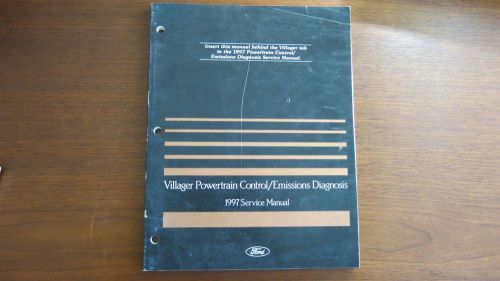 Insert this manual behind the Villager tab
in the 1997 Powertrain Control/
Emissions Diagnosis Service Manual.
Villager Powertrain Control/Emissions Diagnosis
1997 Service Manual
Ford